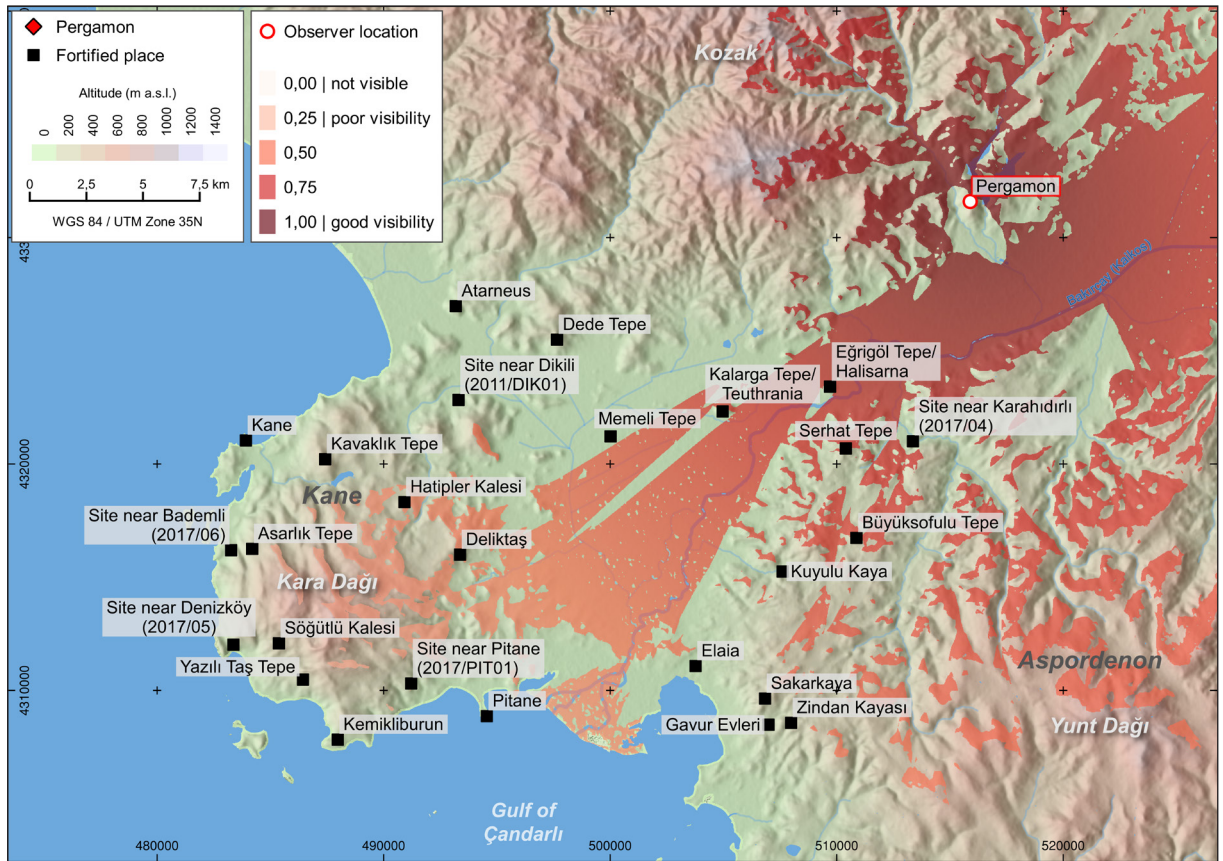 Pergamon
Fortified place
Altitude (m a.s.l.)
0 200 400 600 800 1000 1200 1400
0 2,5 5 7,5 km
WGS 84 / UTM Zone 35N
Observer location
0,00 | not visible
0,25 | poor visibility
0,50
0,75
1,00 | good visibility
Kozak
Pergamon
Bakırçay (Kaikos)
Atarneus
Dede Tepe
Site near Dikili
(2011/DIK01)
Kalarga Tepe/
Teuthrania
Eğrigöl Tepe/
Halisarna
Memeli Tepe
Serhat Tepe
Site near Karahıdırlı
(2017/04)
Kane
Kavaklık Tepe
Kane
Hatipler Kalesi
Site near Bademli
(2017/06)
Asarlık Tepe
Deliktaş
Büyüksofulu Tepe
Kuyulu Kaya
Kara Dağı
Site near Denizköy
(2017/05)
Söğütlü Kalesi
Site near Pitane
(2017/PIT01)
Yazılı Taş Tepe
Elaia
Aspordenon
Sakarkaya
Pitane
Zindan Kayası
Kemikliburun
Gavur Evleri
Yunt Dağı
Gulf of
Çandarlı
4320000
4310000
480000
490000
500000
510000
520000